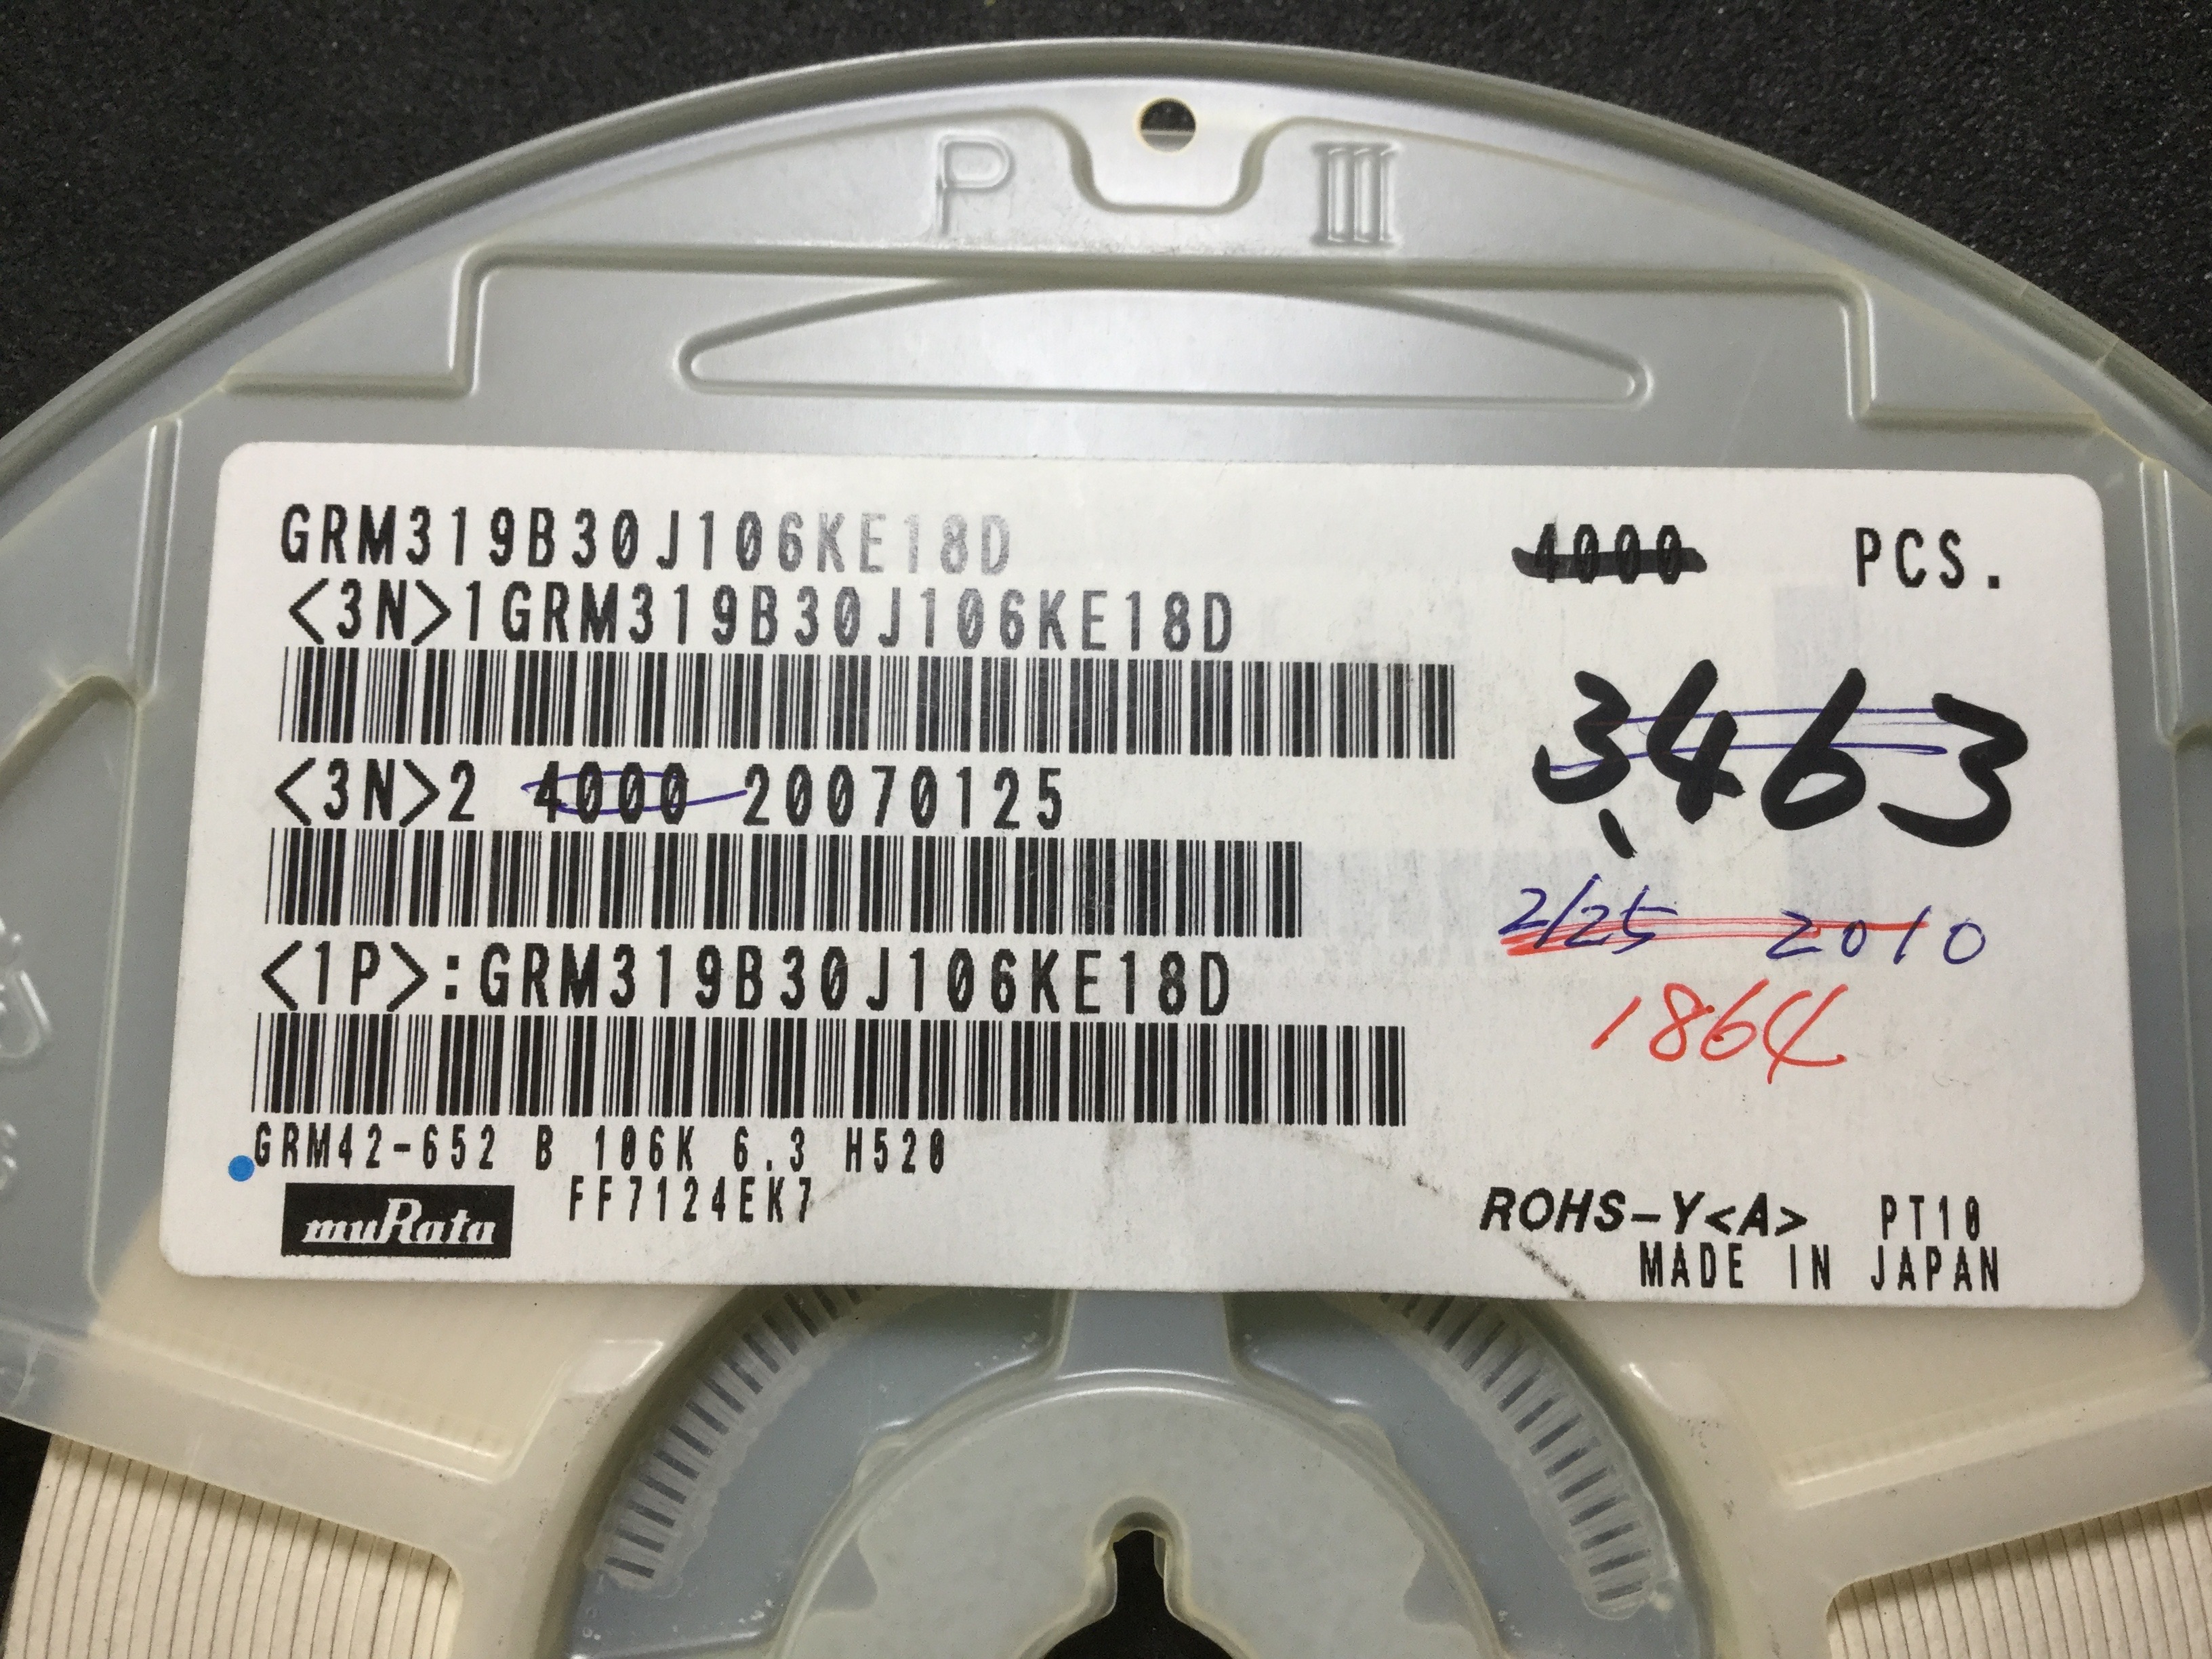 P III
GRM319B30J106KE18D 4000 PCS.
<3N>1GRM319B30J106KE18D
3463
<3N>2 4000 20070125
2/25 2010
<1P>:GRM319B30J106KE18D
1864
GRM42-652 B 106K 6.3 H520
muRata FF7124EK7
ROHS-Y<A> PT10
MADE IN JAPAN